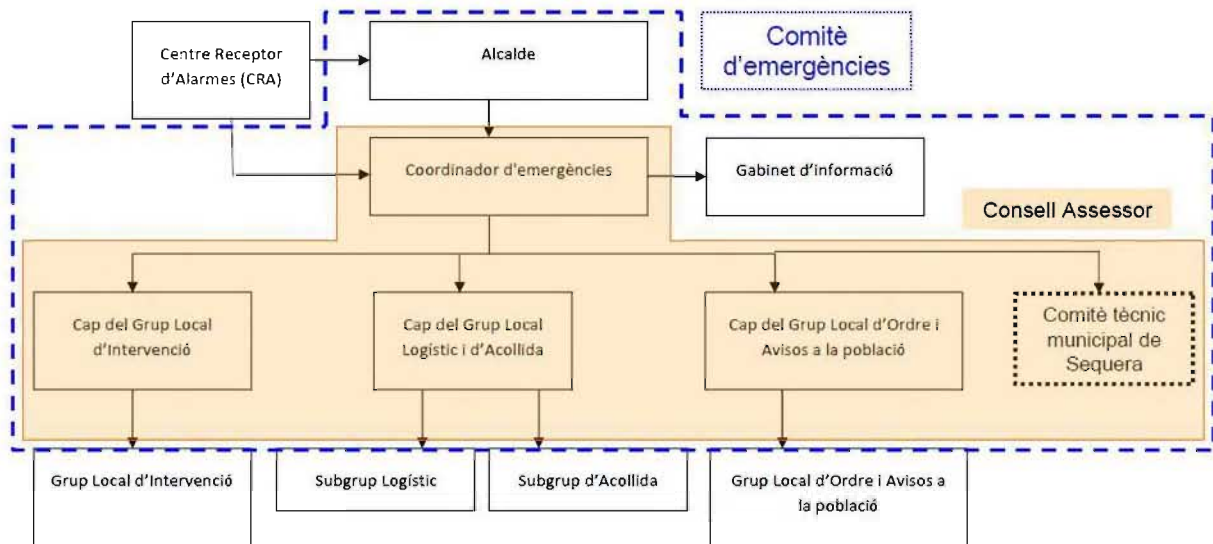 Centre Receptor
d'Alarmes (CRA)
Alcalde
Comitè
d'emergències
Coordinador d'emergències
Gabinet d'informació
Consell Assessor
Cap del Grup Local
d'Intervenció
Cap del Grup Local
Logístic i d'Acollida
Cap del Grup Local d'Ordre i
Avisos a la població
Comitè tècnic
municipal de
Sequera
Grup Local d'Intervenció
Subgrup Logístic
Subgrup d'Acollida
Grup Local d'Ordre i Avisos a
la població